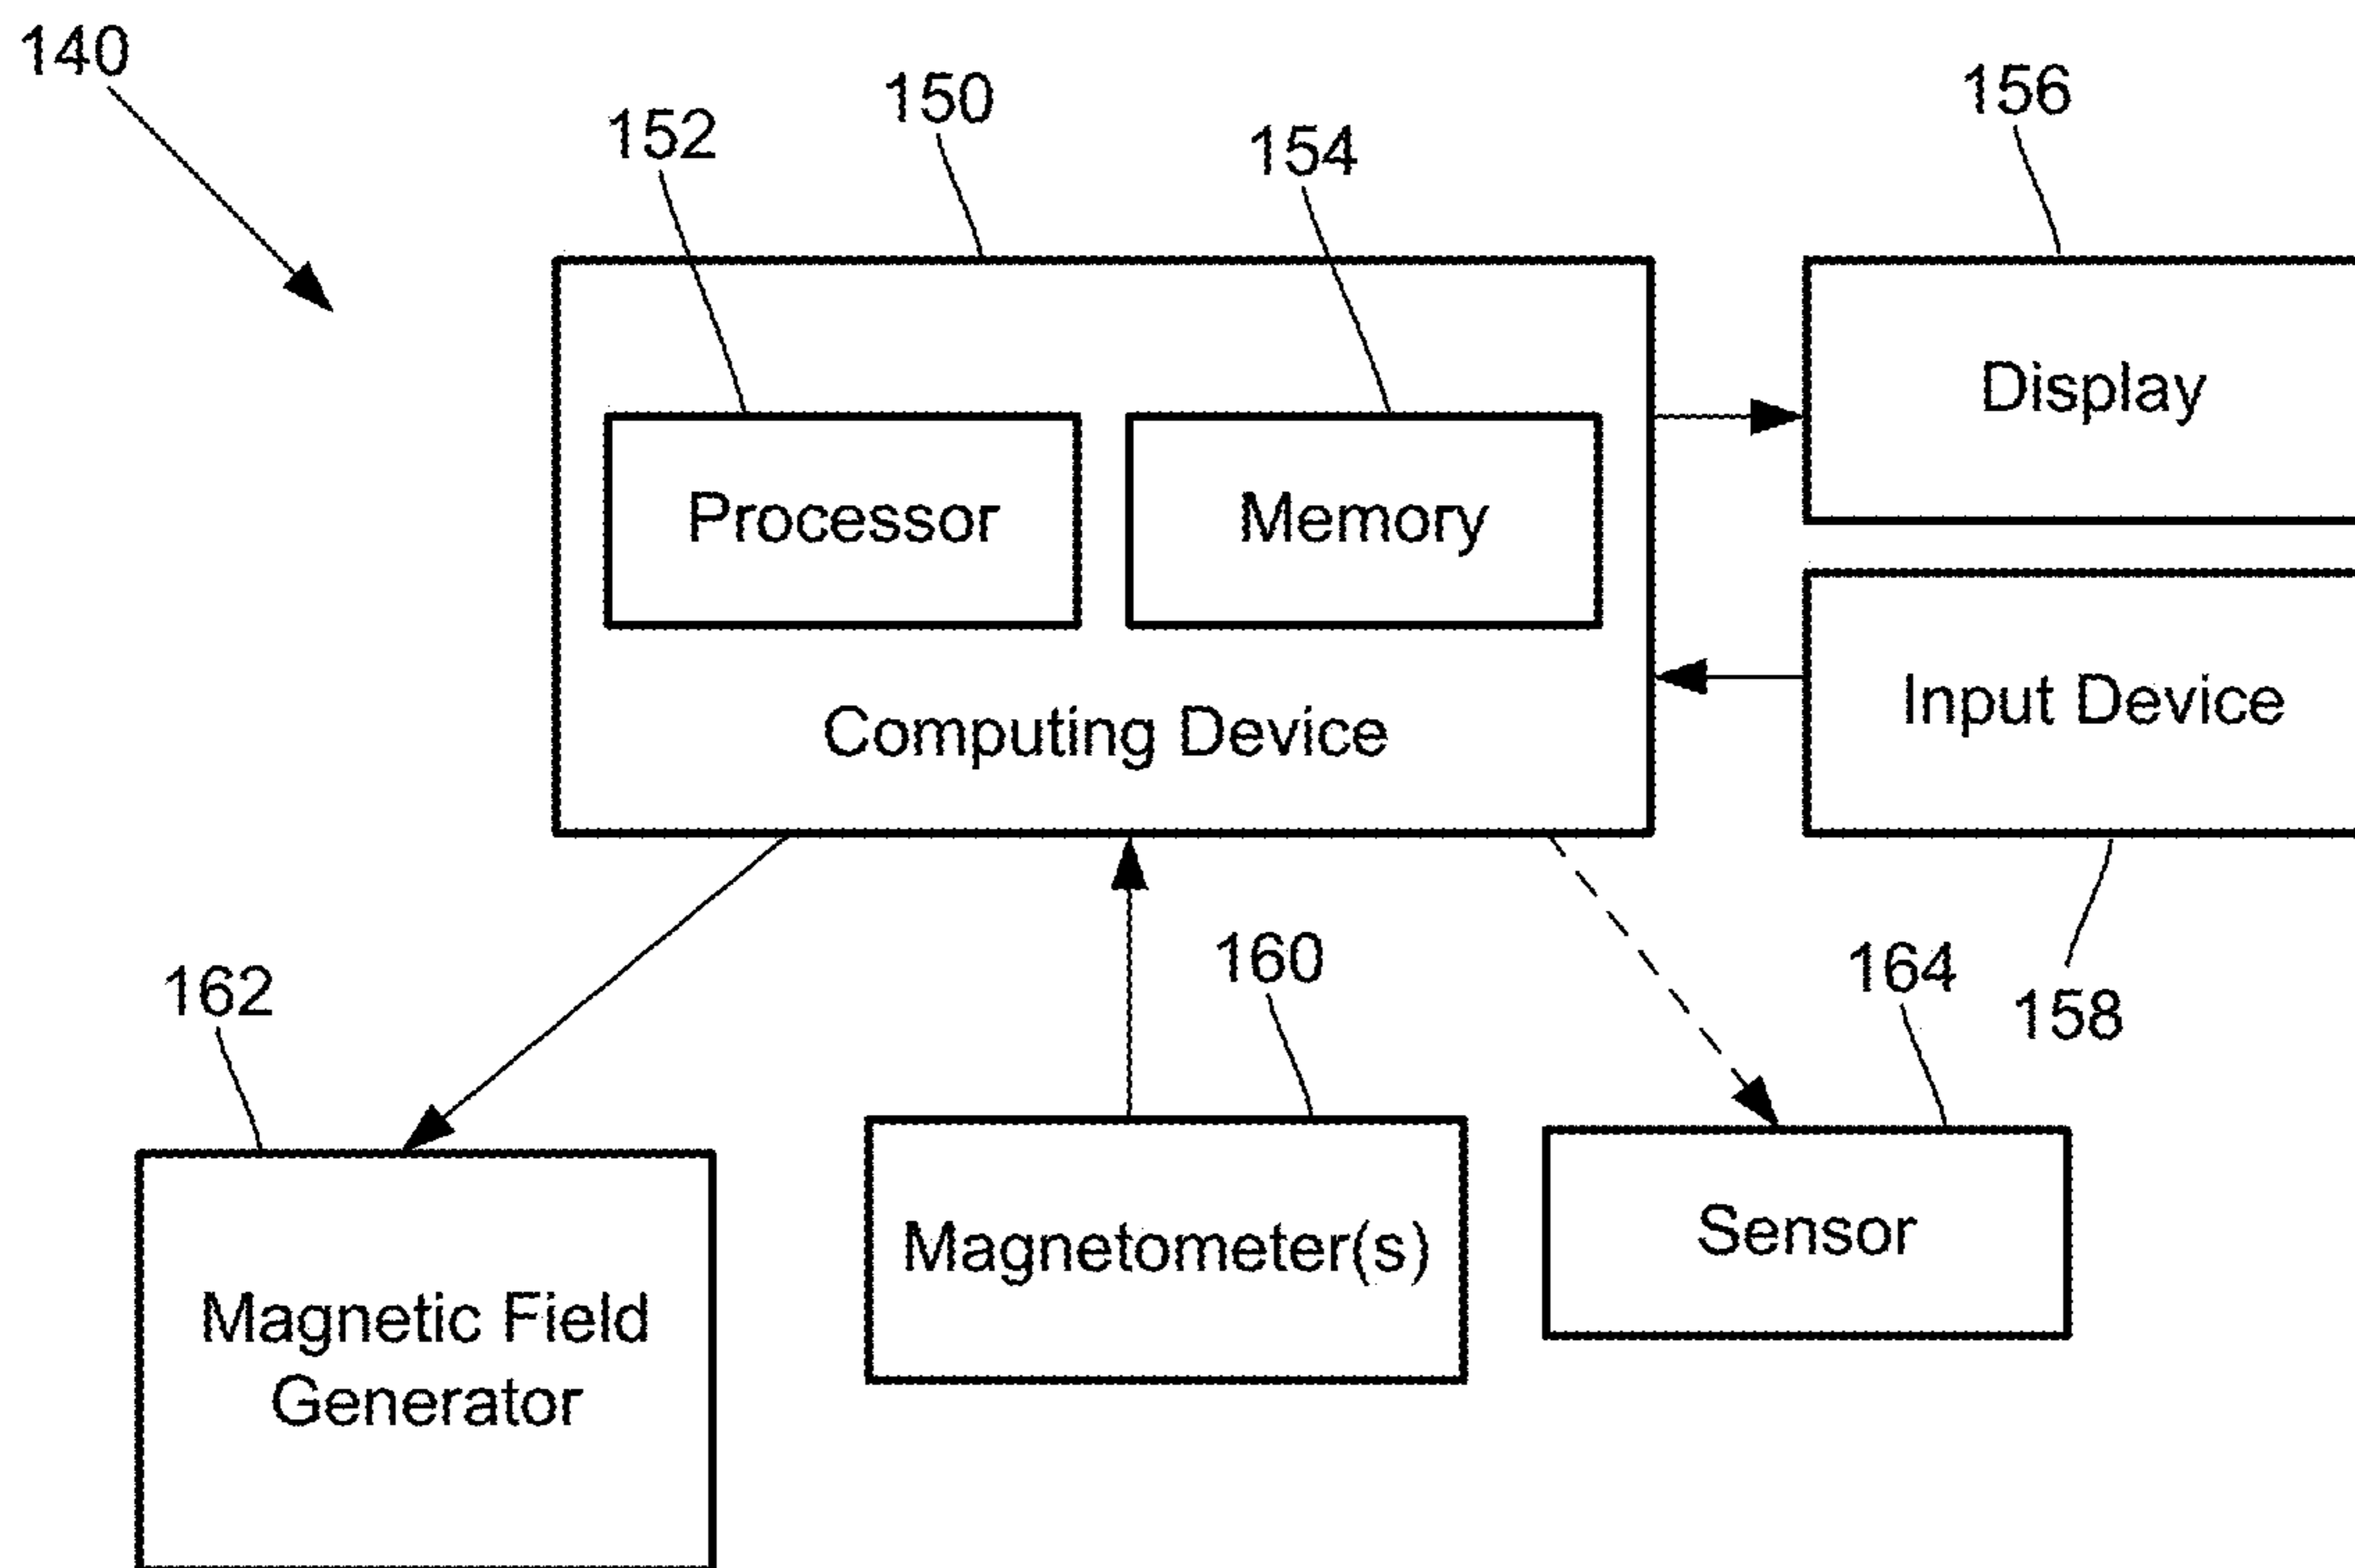 140
150
156
152
154
Display
Processor
Memory
Input Device
Computing Device
160
164
162
158
Magnetometer(s)
Sensor
Magnetic Field
Generator